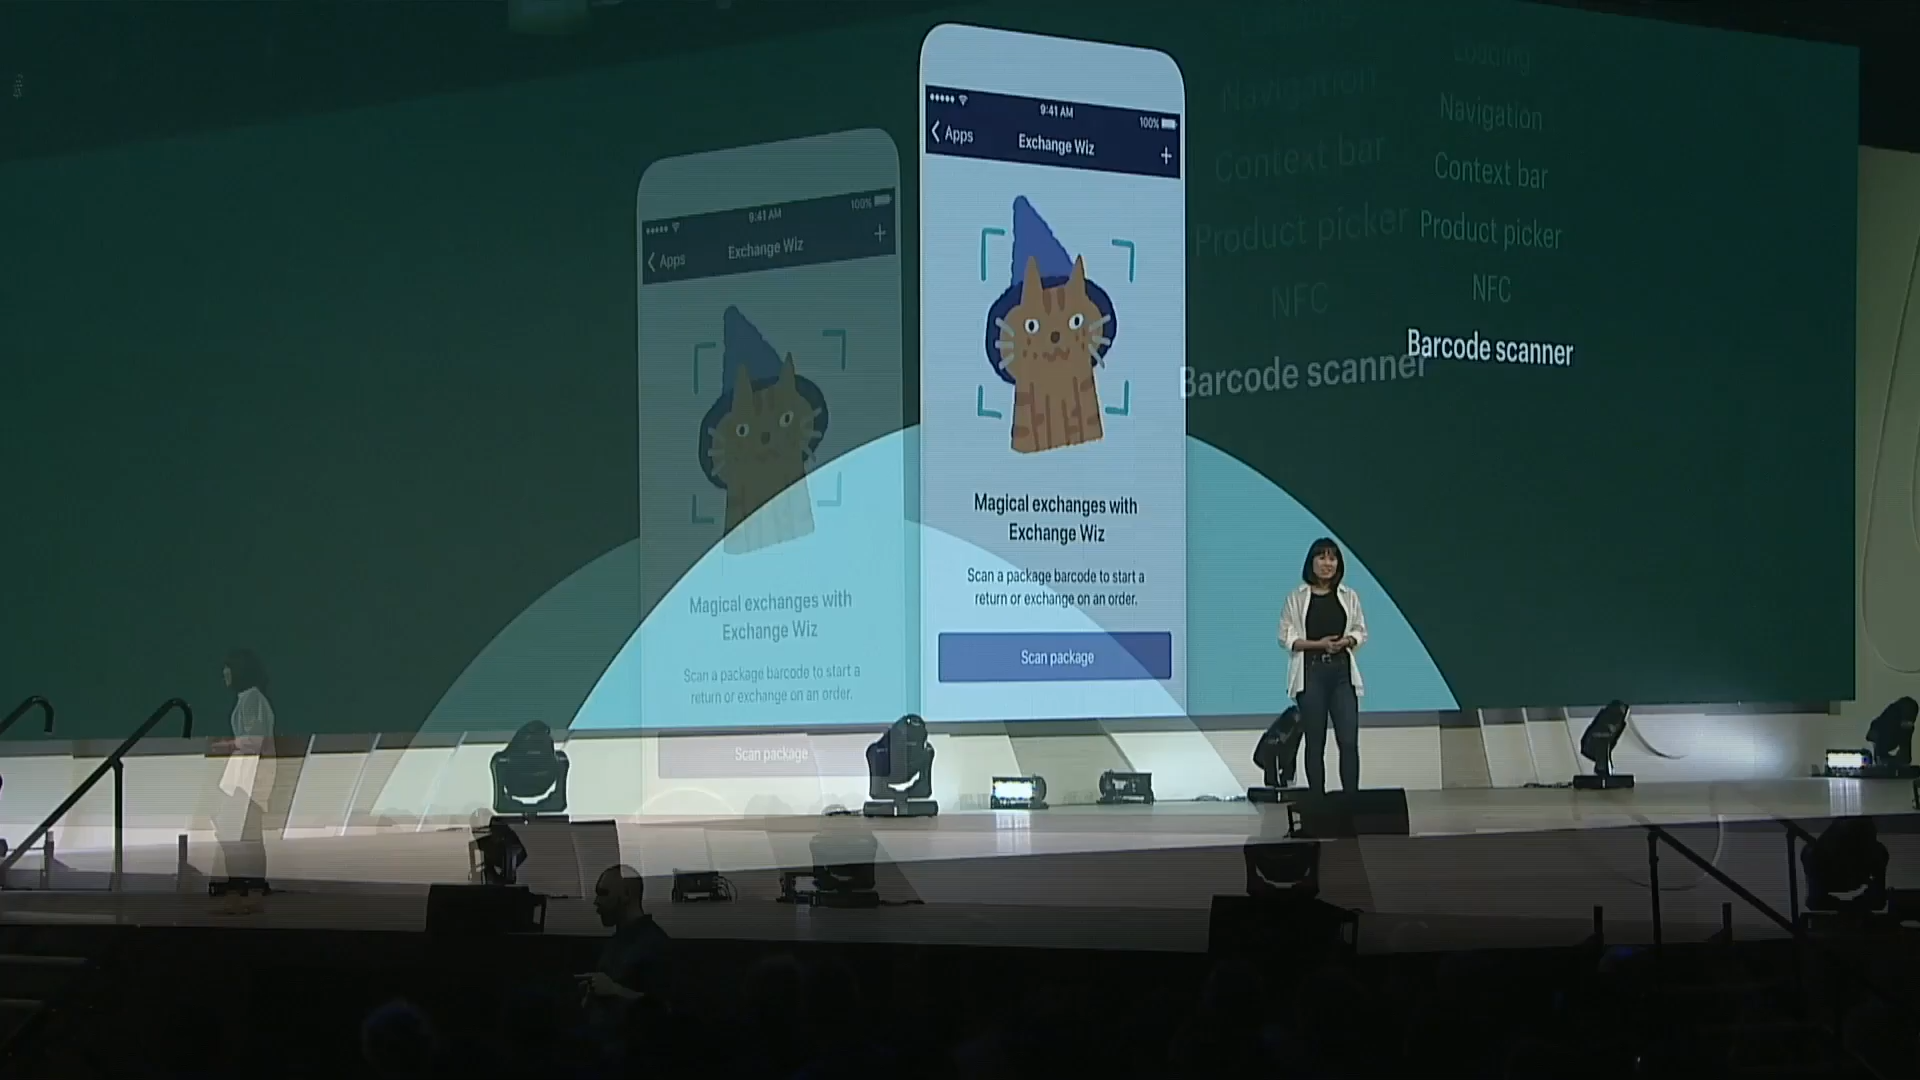 9:41 AM
100%
Apps
Exchange Wiz
+
Magical exchanges with
Exchange Wiz
Scan a package barcode to start a
return or exchange on an order.
Scan package
Loading
Navigation
Context bar
Product picker
NFC
Barcode scanner
9:41 AM
100%
Apps
Exchange Wiz
+
Magical exchanges with
Exchange Wiz
Scan a package barcode to start a
return or exchange on an order.
Scan package
Navigation
Context bar
Product picker
NFC
Barcode scanner